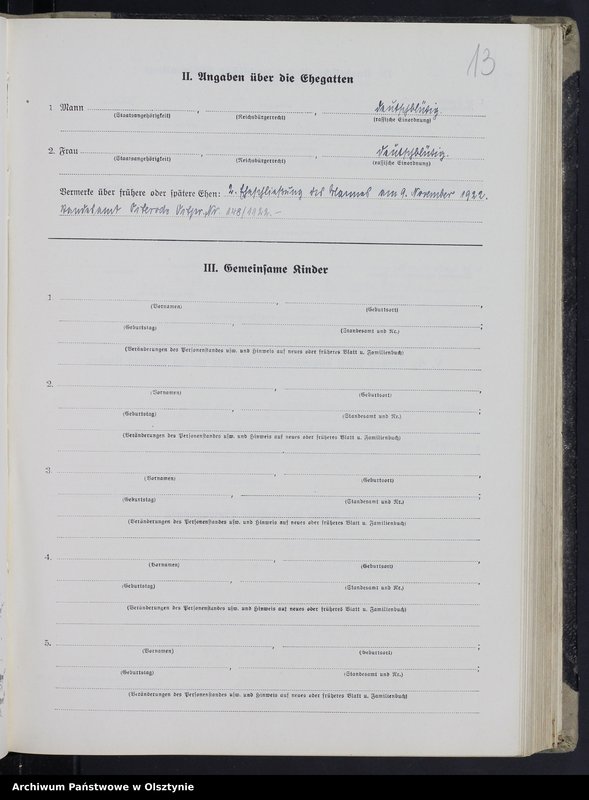 13
II. Angaben über die Ehegatten
1 Mann , , deutschblütig.
(Staatsangehörigkeit) (Reichsbürgerrecht) (rassische Einordnung)
2. Frau , , deutschblütig.
(Staatsangehörigkeit) (Reichsbürgerrecht) (rassische Einordnung)
Vermerke über frühere oder spätere Ehen: 2. Eheschließung des Mannes am 9. November 1922.
Standesamt Osterode Ostpr. Nr. 148/1922. –
III. Gemeinsame Kinder
1. , ,
(Vornamen) (Geburtsort)
, ;
(Geburtstag) (Standesamt und Nr.)
(Veränderungen des Personenstandes usw. und Hinweis auf neues oder früheres Blatt u. Familienbuch)
2. , ,
(Vornamen) (Geburtsort)
, ;
(Geburtstag) (Standesamt und Nr.)
(Veränderungen des Personenstandes usw. und Hinweis auf neues oder früheres Blatt u. Familienbuch)
3. , ,
(Vornamen) (Geburtsort)
, ;
(Geburtstag) (Standesamt und Nr.)
(Veränderungen des Personenstandes usw. und Hinweis auf neues oder früheres Blatt u. Familienbuch)
4. , ,
(Vornamen) (Geburtsort)
, ;
(Geburtstag) (Standesamt und Nr.)
(Veränderungen des Personenstandes usw. und Hinweis auf neues oder früheres Blatt u. Familienbuch)
5. , ;
(Vornamen) (Geburtsort)
, ;
(Geburtstag) (Standesamt und Nr.)
(Veränderungen des Personenstandes usw. und Hinweis auf neues oder früheres Blatt u. Familienbuch)
Archiwum Państwowe w Olsztynie